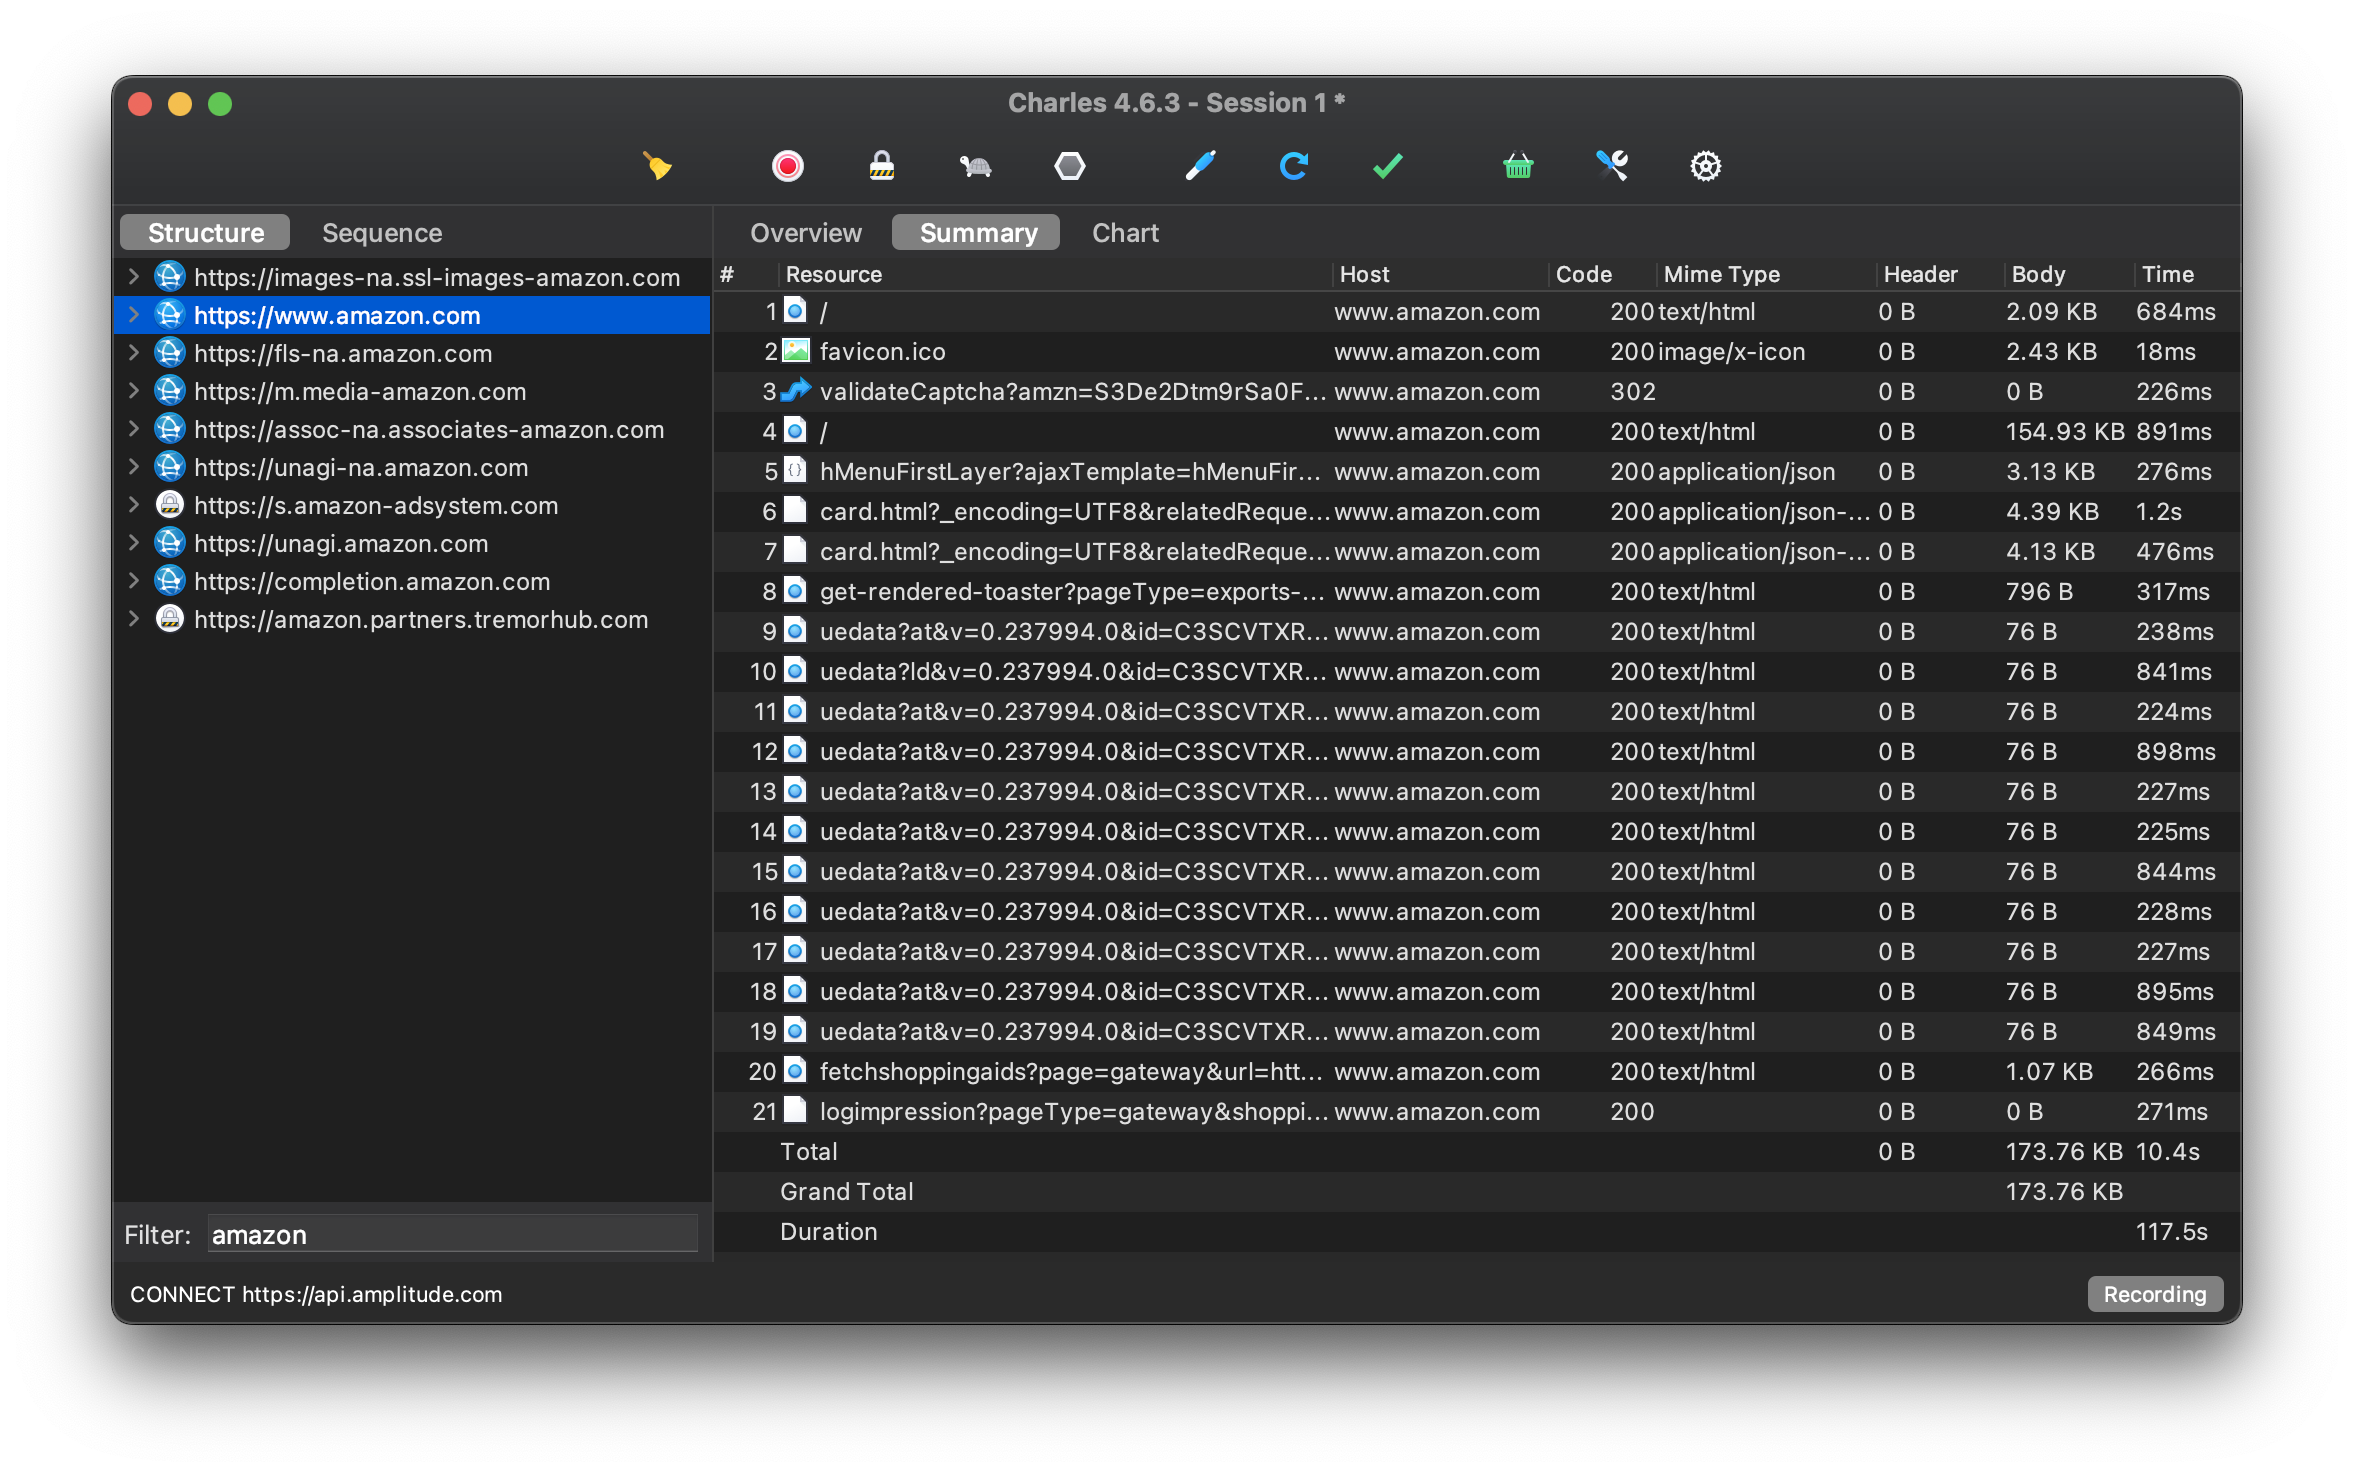 Charles 4.6.3 - Session 1 *
Structure Sequence
https://images-na.ssl-images-amazon.com
https://www.amazon.com
https://fls-na.amazon.com
https://m.media-amazon.com
https://assoc-na.associates-amazon.com
https://unagi-na.amazon.com
https://s.amazon-adsystem.com
https://unagi.amazon.com
https://completion.amazon.com
https://amazon.partners.tremorhub.com
Filter: amazon
Overview Summary Chart
# Resource Host Code Mime Type Header Body Time
1 / www.amazon.com 200 text/html 0 B 2.09 KB 684ms
2 favicon.ico www.amazon.com 200 image/x-icon 0 B 2.43 KB 18ms
3 validateCaptcha?amzn=S3De2Dtm9rSa0F... www.amazon.com 302 0 B 0 B 226ms
4 / www.amazon.com 200 text/html 0 B 154.93 KB 891ms
5 hMenuFirstLayer?ajaxTemplate=hMenuFir... www.amazon.com 200 application/json 0 B 3.13 KB 276ms
6 card.html?_encoding=UTF8&relatedReque... www.amazon.com 200 application/json-... 0 B 4.39 KB 1.2s
7 card.html?_encoding=UTF8&relatedReque... www.amazon.com 200 application/json-... 0 B 4.13 KB 476ms
8 get-rendered-toaster?pageType=exports-... www.amazon.com 200 text/html 0 B 796 B 317ms
9 uedata?at&v=0.237994.0&id=C3SCVTXR... www.amazon.com 200 text/html 0 B 76 B 238ms
10 uedata?ld&v=0.237994.0&id=C3SCVTXR... www.amazon.com 200 text/html 0 B 76 B 841ms
11 uedata?at&v=0.237994.0&id=C3SCVTXR... www.amazon.com 200 text/html 0 B 76 B 224ms
12 uedata?at&v=0.237994.0&id=C3SCVTXR... www.amazon.com 200 text/html 0 B 76 B 898ms
13 uedata?at&v=0.237994.0&id=C3SCVTXR... www.amazon.com 200 text/html 0 B 76 B 227ms
14 uedata?at&v=0.237994.0&id=C3SCVTXR... www.amazon.com 200 text/html 0 B 76 B 225ms
15 uedata?at&v=0.237994.0&id=C3SCVTXR... www.amazon.com 200 text/html 0 B 76 B 844ms
16 uedata?at&v=0.237994.0&id=C3SCVTXR... www.amazon.com 200 text/html 0 B 76 B 228ms
17 uedata?at&v=0.237994.0&id=C3SCVTXR... www.amazon.com 200 text/html 0 B 76 B 227ms
18 uedata?at&v=0.237994.0&id=C3SCVTXR... www.amazon.com 200 text/html 0 B 76 B 895ms
19 uedata?at&v=0.237994.0&id=C3SCVTXR... www.amazon.com 200 text/html 0 B 76 B 849ms
20 fetchshoppingaids?page=gateway&url=htt... www.amazon.com 200 text/html 0 B 1.07 KB 266ms
21 logimpression?pageType=gateway&shoppi... www.amazon.com 200 0 B 0 B 271ms
Total 0 B 173.76 KB 10.4s
Grand Total 173.76 KB
Duration 117.5s
CONNECT https://api.amplitude.com
Recording